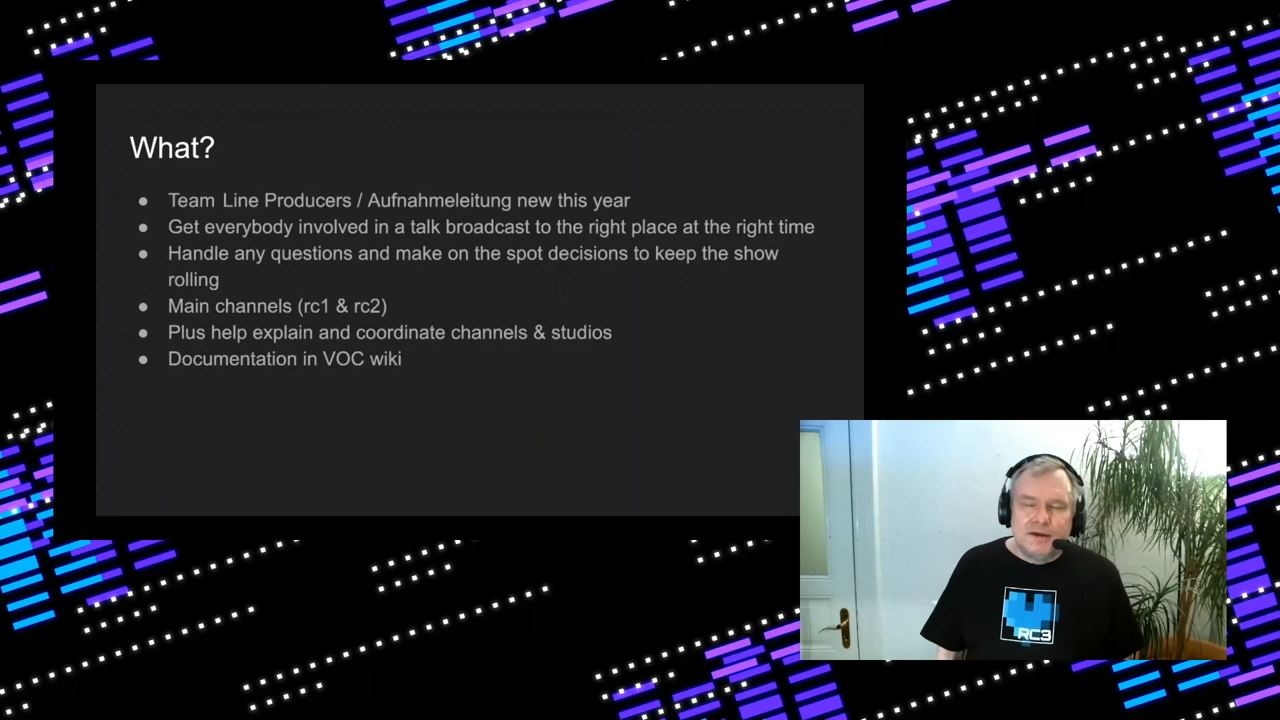 What?
● Team Line Producers / Aufnahmeleitung new this year
● Get everybody involved in a talk broadcast to the right place at the right time
● Handle any questions and make on the spot decisions to keep the show
rolling
● Main channels (rc1 & rc2)
● Plus help explain and coordinate channels & studios
● Documentation in VOC wiki
RC3